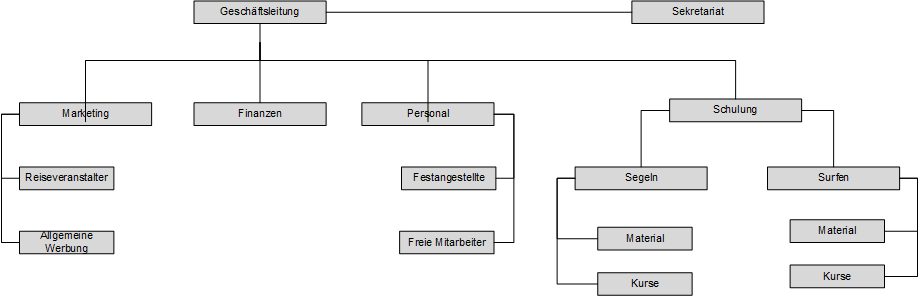 Geschäftsleitung
Sekretariat
Marketing
Finanzen
Personal
Schulung
Reiseveranstalter
Festangestellte
Segeln
Surfen
Allgemeine
Werbung
Freie Mitarbeiter
Material
Material
Kurse
Kurse